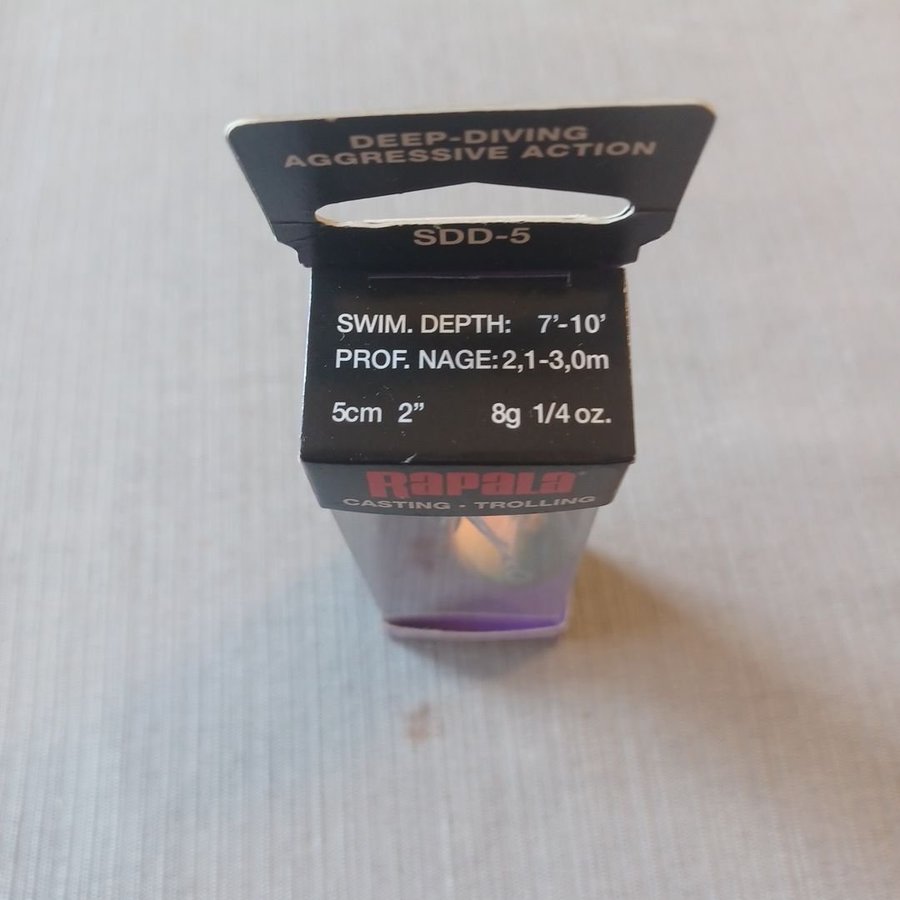 DEEP-DIVING
AGGRESSIVE ACTION
SDD-5
SWIM. DEPTH: 7'-10'
PROF. NAGE: 2,1-3,0m
5cm 2" 8g 1/4 oz.
Rapala
CASTING - TROLLING